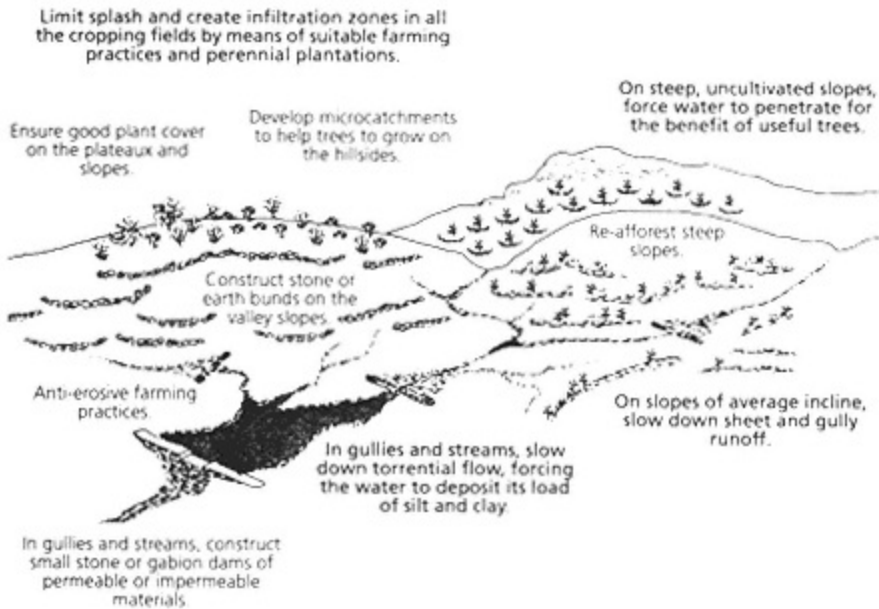 Limit splash and create infiltration zones in all
the cropping fields by means of suitable farming
practices and perennial plantations.
On steep, uncultivated slopes,
force water to penetrate for
the benefit of useful trees.
Ensure good plant cover
on the plateaux and
slopes.
Develop microcatchments
to help trees to grow on
the hillsides.
Re-afforest steep
slopes.
Construct stone or
earth bunds on the
valley slopes.
Anti-erosive farming
practices.
On slopes of average incline,
slow down sheet and gully
runoff.
In gullies and streams, slow
down torrential flow, forcing
the water to deposit its load
of silt and clay.
In gullies and streams, construct
small stone or gabion dams of
permeable or impermeable
materials.